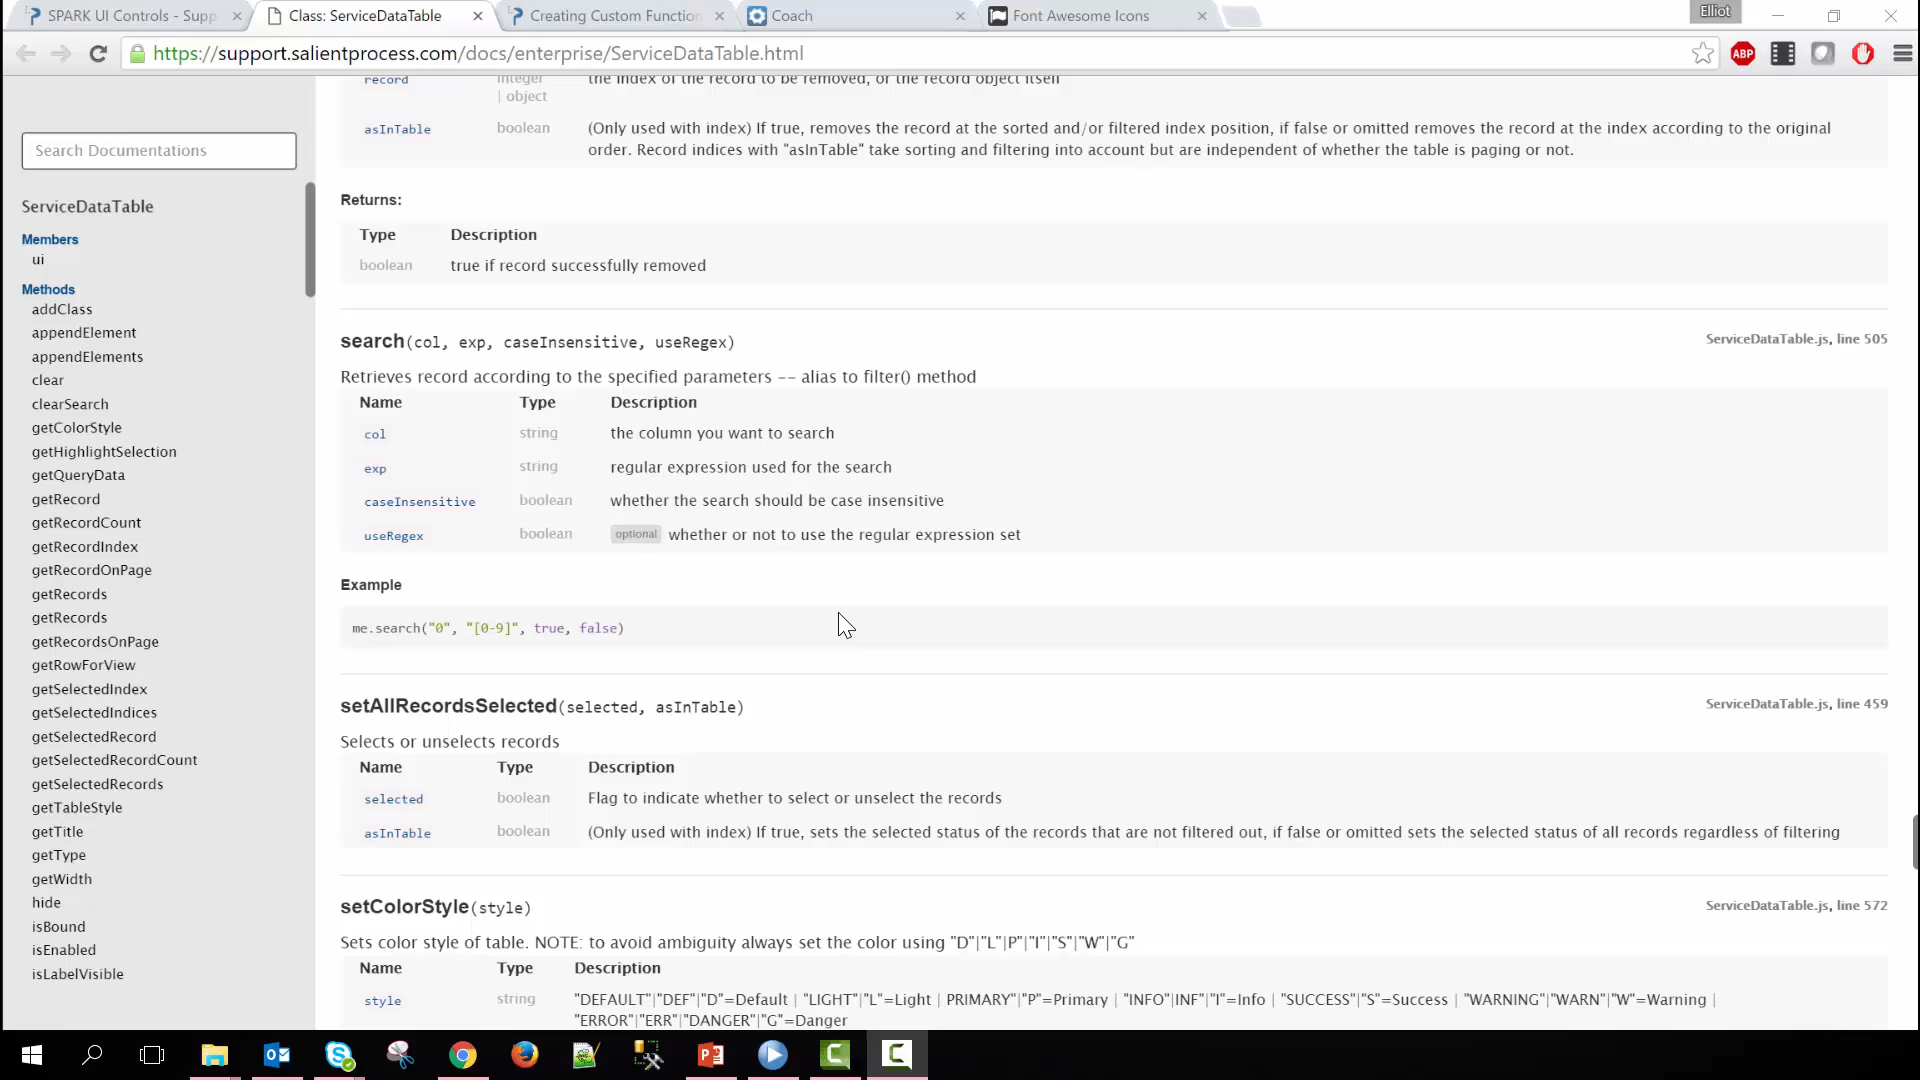 SPARK UI Controls - Supp
Class: ServiceDataTable
Creating Custom Function
Coach
Font Awesome Icons
Elliot
https://support.salientprocess.com/docs/enterprise/ServiceDataTable.html
ABP
Search Documentations
ServiceDataTable
Members
ui
Methods
addClass
appendElement
appendElements
clear
clearSearch
getColorStyle
getHighlightSelection
getQueryData
getRecord
getRecordCount
getRecordIndex
getRecordOnPage
getRecords
getRecords
getRecordsOnPage
getRowForView
getSelectedIndex
getSelectedIndices
getSelectedRecord
getSelectedRecordCount
getSelectedRecords
getTableStyle
getTitle
getType
getWidth
hide
isBound
isEnabled
isLabelVisible
record integer the index of the record to be removed, or the record object itself
| object
asInTable boolean (Only used with index) If true, removes the record at the sorted and/or filtered index position, if false or omitted removes the record at the index according to the original
order. Record indices with "asInTable" take sorting and filtering into account but are independent of whether the table is paging or not.
Returns:
Type Description
boolean true if record successfully removed
search(col, exp, caseInsensitive, useRegex) ServiceDataTable.js, line 505
Retrieves record according to the specified parameters -- alias to filter() method
Name Type Description
col string the column you want to search
exp string regular expression used for the search
caseInsensitive boolean whether the search should be case insensitive
useRegex boolean optional whether or not to use the regular expression set
Example
me.search("0", "[0-9]", true, false)
setAllRecordsSelected(selected, asInTable) ServiceDataTable.js, line 459
Selects or unselects records
Name Type Description
selected boolean Flag to indicate whether to select or unselect the records
asInTable boolean (Only used with index) If true, sets the selected status of the records that are not filtered out, if false or omitted sets the selected status of all records regardless of filtering
setColorStyle(style) ServiceDataTable.js, line 572
Sets color style of table. NOTE: to avoid ambiguity always set the color using "D"|"L"|P"|"I"|"S"|"W"|"G"
Name Type Description
style string "DEFAULT"|"DEF"|"D"=Default | "LIGHT"|"L"=Light | PRIMARY"|"P"=Primary | "INFO"|INF"|"I"=Info | "SUCCESS"|"S"=Success | "WARNING"|"WARN"|"W"=Warning |
"ERROR"|"ERR"|"DANGER"|"G"=Danger